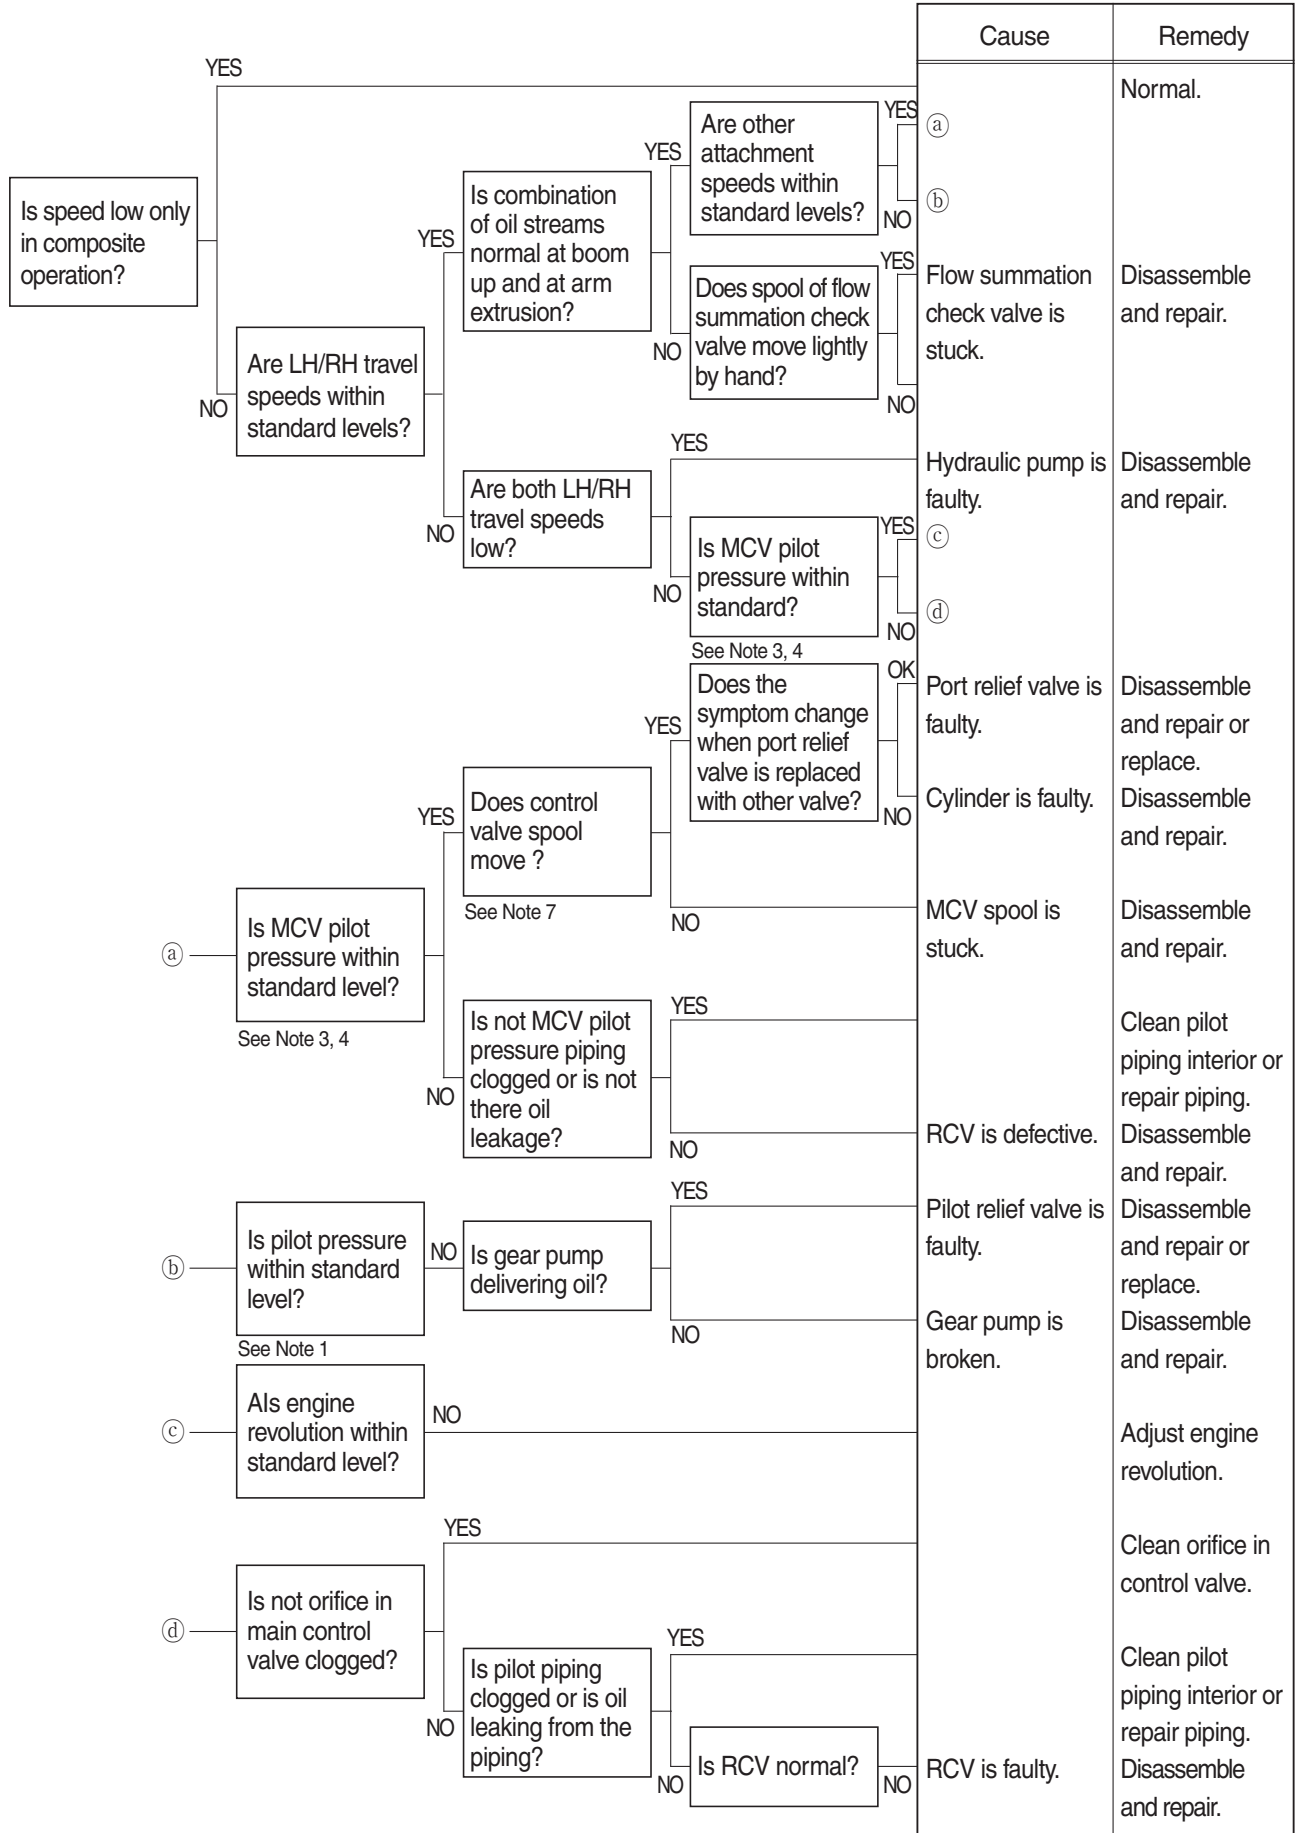 Cause
Remedy
YES
Normal.
Are other
attachment
speeds within
standard levels?
YES
ⓐ
YES
NO
ⓑ
Is speed low only
in composite
operation?
Is combination
of oil streams
normal at boom
up and at arm
extrusion?
YES
Does spool of flow
summation check
valve move lightly
by hand?
YES
NO
NO
Flow summation
check valve is
stuck.
Disassemble
and repair.
Are LH/RH travel
speeds within
standard levels?
NO
YES
Hydraulic pump is
faulty.
Disassemble
and repair.
Are both LH/RH
travel speeds
low?
NO
Is MCV pilot
pressure within
standard?
YES
ⓒ
NO
ⓓ
NO
See Note 3, 4
Does the
symptom change
when port relief
valve is replaced
with other valve?
OK
Port relief valve is
faulty.
Disassemble
and repair or
replace.
YES
NO
Cylinder is faulty.
Disassemble
and repair.
Does control
valve spool
move ?
YES
See Note 7
NO
MCV spool is
stuck.
Disassemble
and repair.
ⓐ
Is MCV pilot
pressure within
standard level?
See Note 3, 4
Is not MCV pilot
pressure piping
clogged or is not
there oil
leakage?
NO
YES
Clean pilot
piping interior or
repair piping.
NO
RCV is defective.
Disassemble
and repair.
ⓑ
Is pilot pressure
within standard
level?
See Note 1
NO
Is gear pump
delivering oil?
YES
Pilot relief valve is
faulty.
Disassemble
and repair or
replace.
NO
Gear pump is
broken.
Disassemble
and repair.
ⓒ
AIs engine
revolution within
standard level?
NO
Adjust engine
revolution.
ⓓ
Is not orifice in
main control
valve clogged?
YES
Clean orifice in
control valve.
NO
Is pilot piping
clogged or is oil
leaking from the
piping?
YES
Clean pilot
piping interior or
repair piping.
NO
Is RCV normal?
NO
RCV is faulty.
Disassemble
and repair.